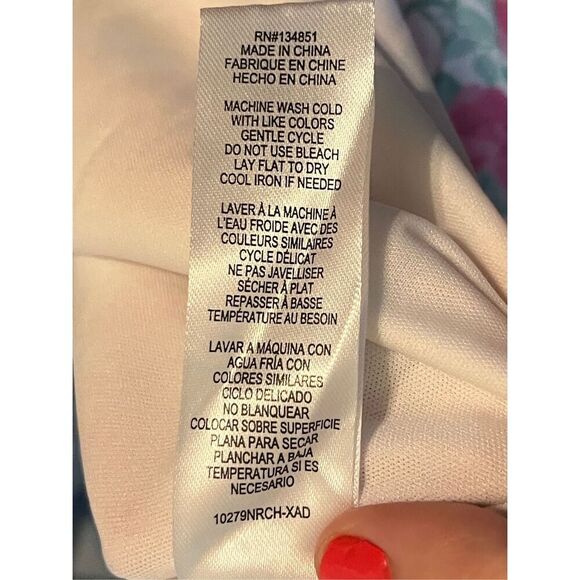 RN#134851
MADE IN CHINA
FABRIQUE EN CHINE
HECHO EN CHINA
MACHINE WASH COLD
WITH LIKE COLORS
GENTLE CYCLE
DO NOT USE BLEACH
LAY FLAT TO DRY
COOL IRON IF NEEDED
LAVER À LA MACHINE À
L'EAU FROIDE AVEC DES
COULEURS SIMILAIRES
CYCLE DÉLICAT
NE PAS JAVELLISER
SÉCHER À PLAT
REPASSER À BASSE
TEMPÉRATURE AU BESOIN
LAVAR A MÁQUINA CON
AGUA FRÍA CON
COLORES SIMILARES
CICLO DELICADO
NO BLANQUEAR
COLOCAR SOBRE SUPERFICIE
PLANA PARA SECAR
PLANCHAR A BAJA
TEMPERATURA SI ES
NECESARIO
10279NRCH-XAD